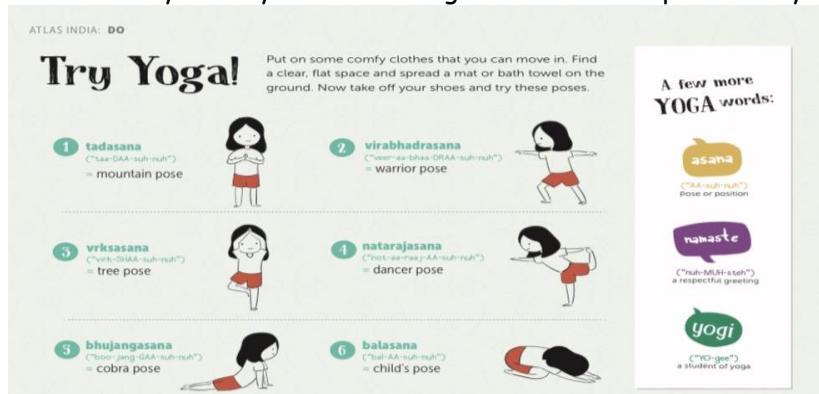 ATLAS INDIA: DO
Try Yoga!
Put on some comfy clothes that you can move in. Find
a clear, flat space and spread a mat or bath towel on the
ground. Now take off your shoes and try these poses.
1 tadasana
("taa-DAA-suh-nuh")
= mountain pose
2 virabhadrasana
("veer-aa-bhaa-DRAA-suh-nuh")
= warrior pose
3 vrksasana
("vrik-SHAA-suh-nuh")
= tree pose
4 natarajasana
("not-aa-raaj-AA-suh-nuh")
= dancer pose
5 bhujangasana
("boo-jang-GAA-suh-nuh")
= cobra pose
6 balasana
("bal-AA-suh-nuh")
= child's pose
A few more
YOGA words:
asana
("AA-suh-nuh")
pose or position
namaste
("nuh-MUH-steh")
a respectful greeting
yogi
("YO-gee")
a student of yoga